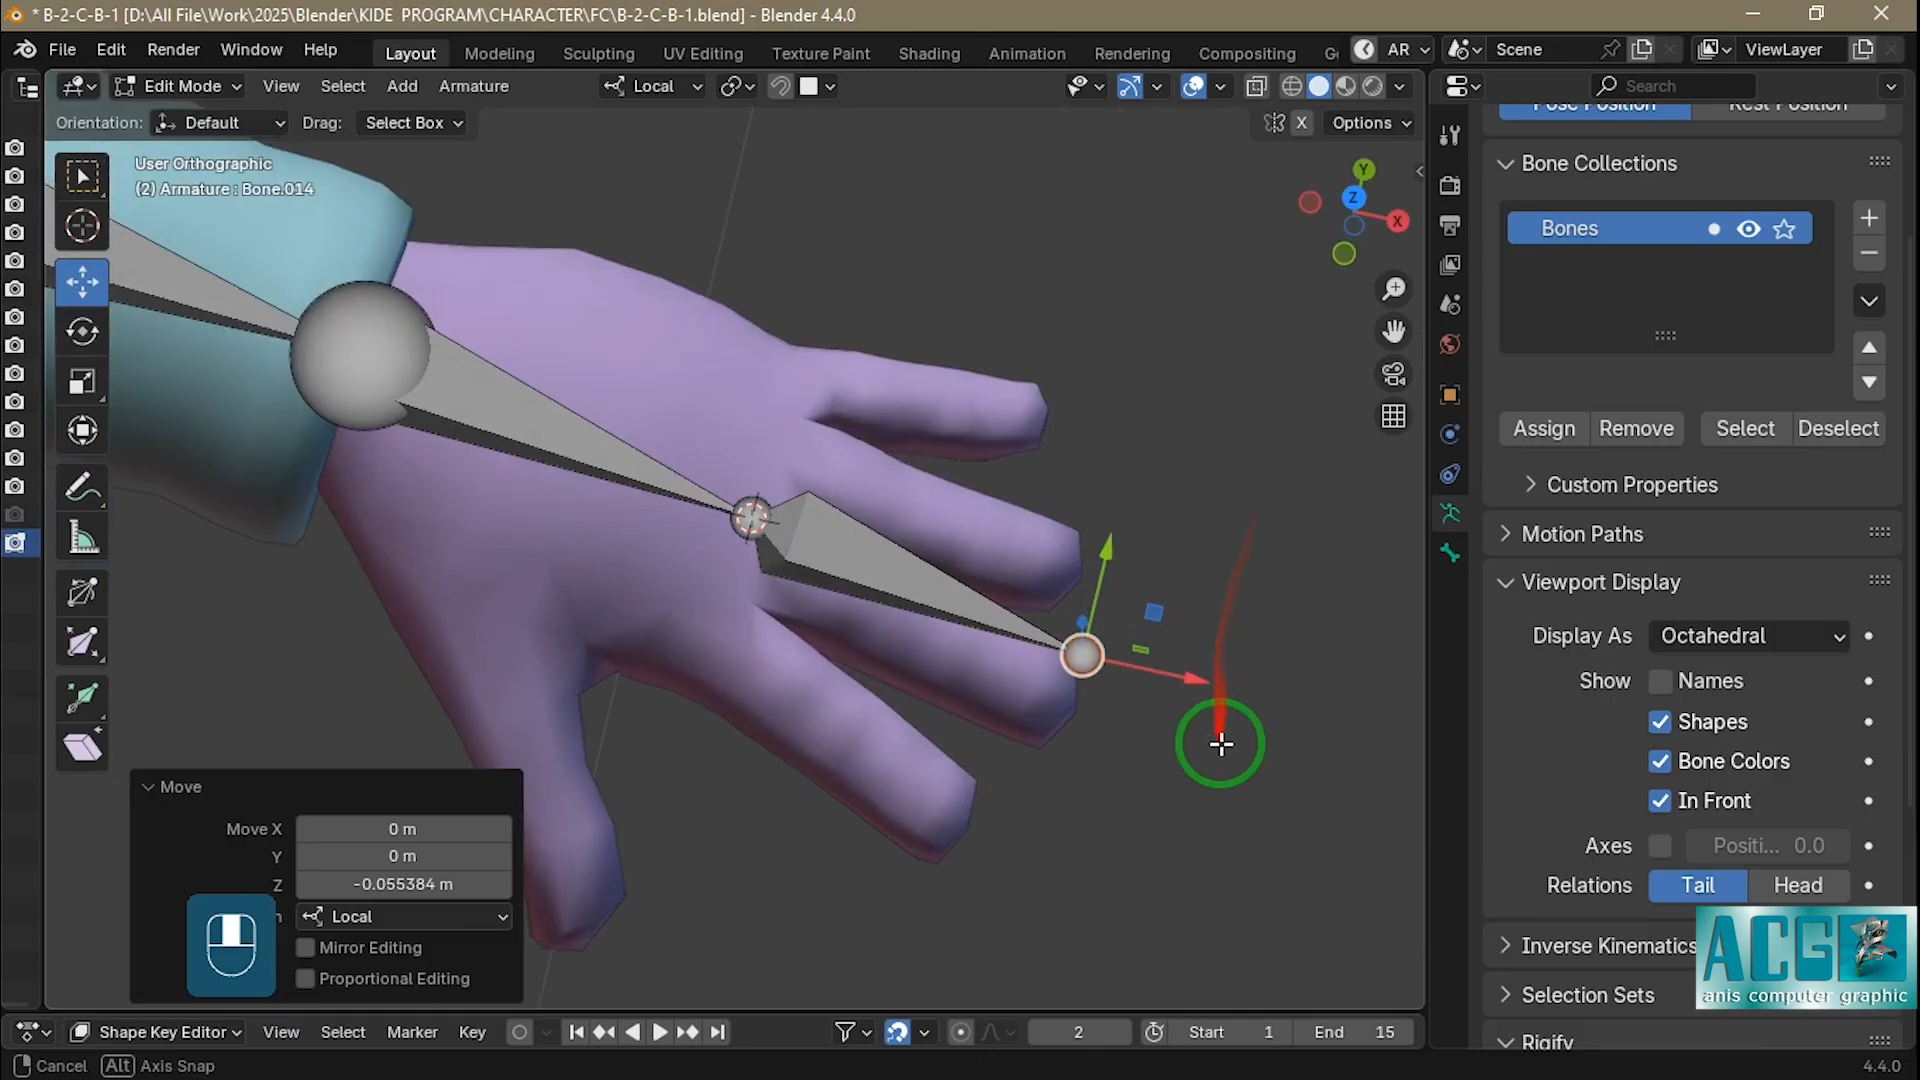 * B-2-C-B-1 [D:\All File\Work\2025\Blender\KIDE PROGRAM\CHARACTER\FC\B-2-C-B-1.blend] - Blender 4.4.0
File Edit Render Window Help Layout Modeling Sculpting UV Editing Texture Paint Shading Animation Rendering Compositing AR Scene ViewLayer
Edit Mode View Select Add Armature Local Search
Orientation: Default Drag: Select Box X Options
Pose Position Rest Position
User Orthographic
(2) Armature : Bone.014
Y
Z
X
Bone Collections
Bones
Assign Remove Select Deselect
Custom Properties
Motion Paths
Viewport Display
Display As Octahedral
Show Names
Shapes
Bone Colors
In Front
Axes Positi... 0.0
Relations Tail Head
Inverse Kinematics
Selection Sets
Rigify
Move
Move X 0 m
Y 0 m
Z -0.055384 m
Local
Mirror Editing
Proportional Editing
ACG
anis computer graphic
Shape Key Editor View Select Marker Key 2 Start 1 End 15
Cancel Alt Axis Snap 4.4.0